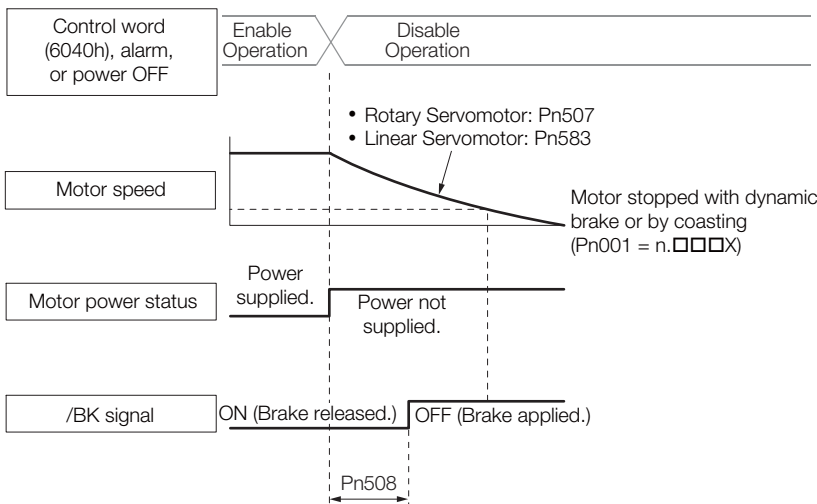 Control word
(6040h), alarm,
or power OFF
Enable
Operation
Disable
Operation
• Rotary Servomotor: Pn507
• Linear Servomotor: Pn583
Motor speed
Motor stopped with dynamic
brake or by coasting
(Pn001 = n.□□□X)
Motor power status
Power
supplied.
Power not
supplied.
/BK signal
ON (Brake released.)
OFF (Brake applied.)
Pn508